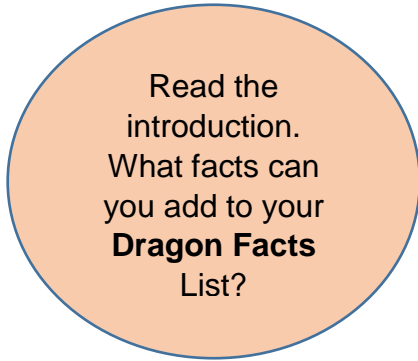 Read the
introduction.
What facts can
you add to your
Dragon Facts
List?